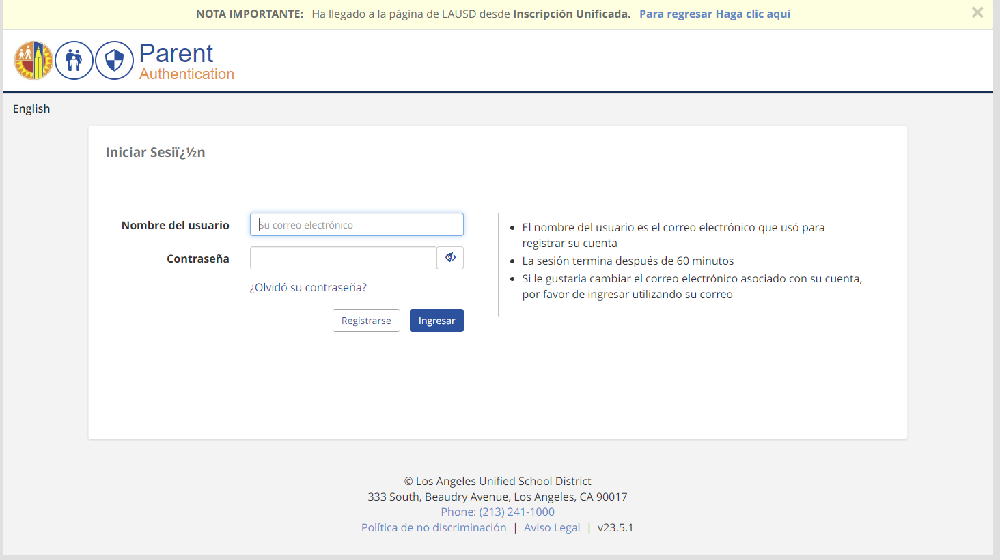 NOTA IMPORTANTE: Ha llegado a la página de LAUSD desde Inscripción Unificada. Para regresar Haga clic aquí ×
Parent
Authentication
English
Iniciar Sesiï¿½n
Nombre del usuario
Su correo electrónico
Contraseña
¿Olvidó su contraseña?
Registrarse
Ingresar
• El nombre del usuario es el correo electrónico que usó para
registrar su cuenta
• La sesión termina después de 60 minutos
• Si le gustaria cambiar el correo electrónico asociado con su cuenta,
por favor de ingresar utilizando su correo
© Los Angeles Unified School District
333 South, Beaudry Avenue, Los Angeles, CA 90017
Phone: (213) 241-1000
Política de no discriminación | Aviso Legal | v23.5.1